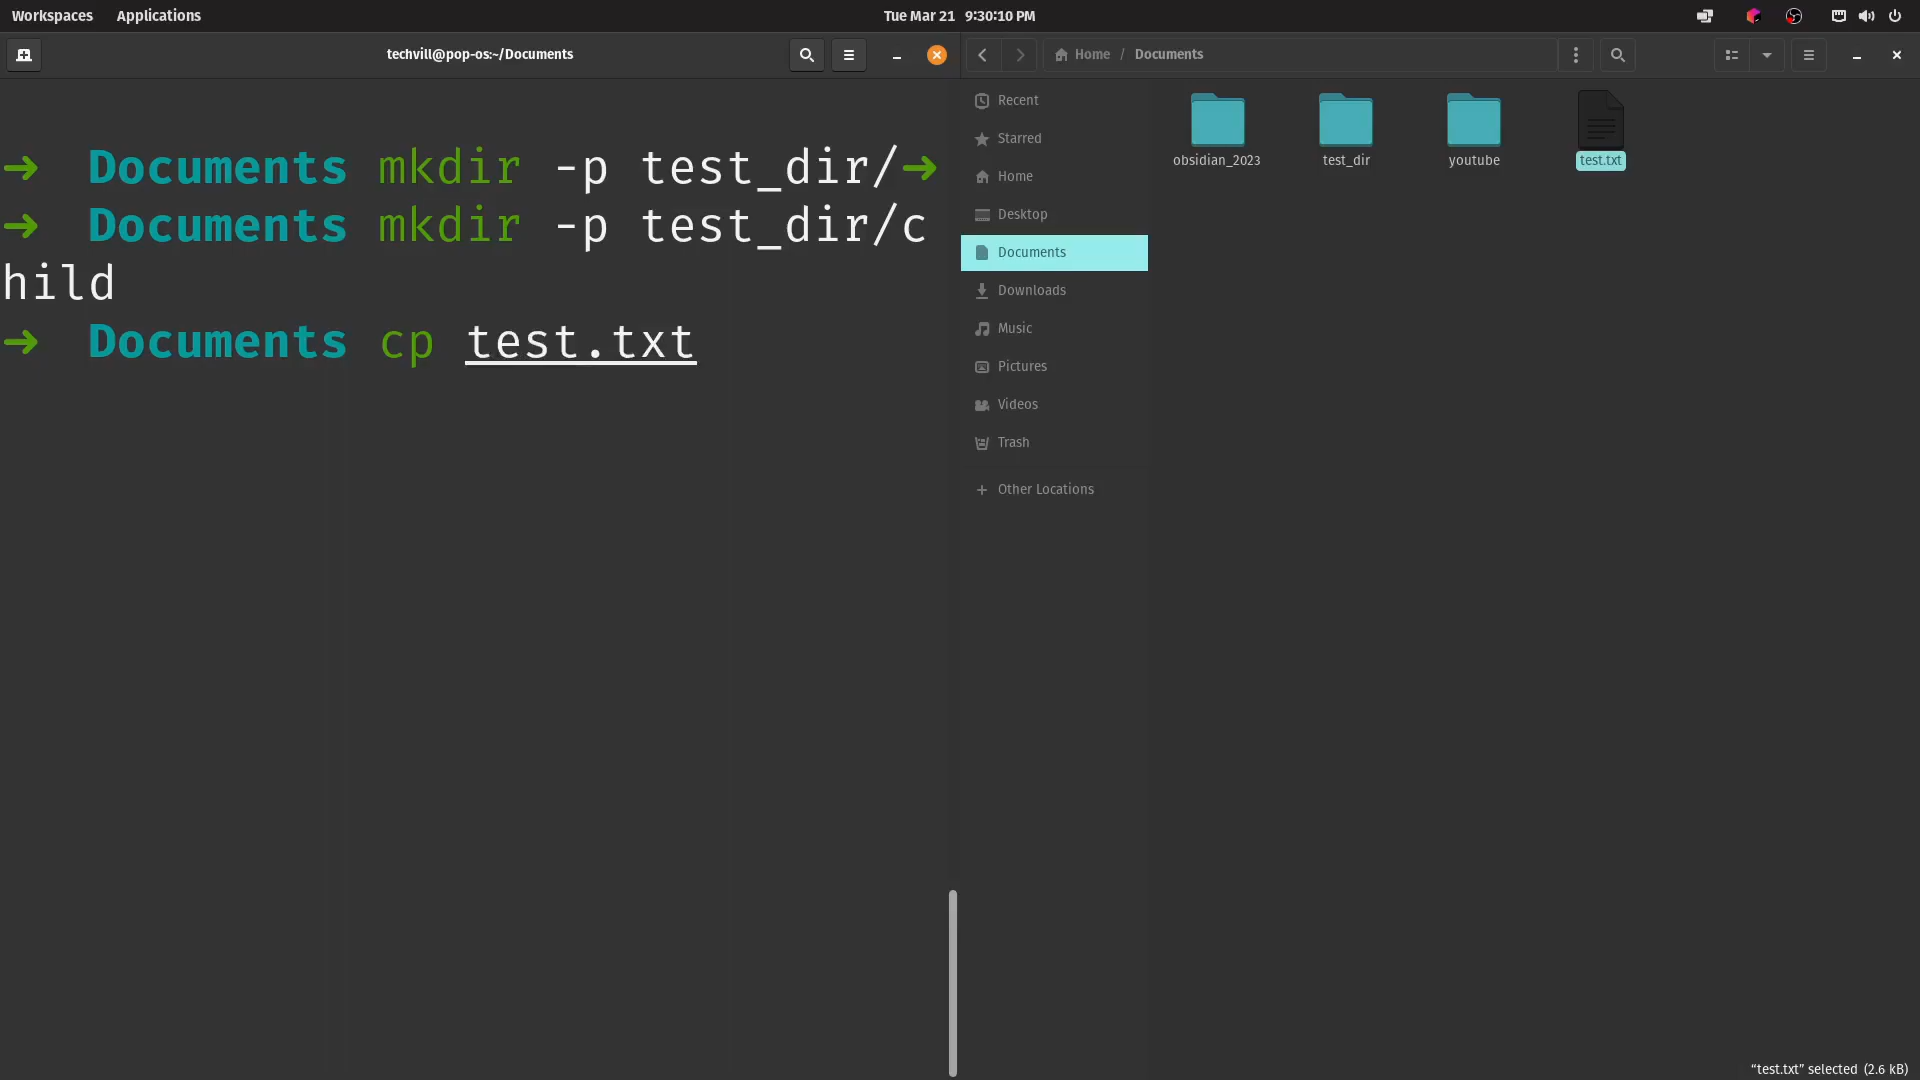 Workspaces Applications Tue Mar 21 9:30:10 PM
techvill@pop-os:~/Documents
➜ Documents mkdir -p test_dir/➜
➜ Documents mkdir -p test_dir/c
hild
➜ Documents cp test.txt
Home / Documents
Recent
Starred
Home
Desktop
Documents
Downloads
Music
Pictures
Videos
Trash
+ Other Locations
obsidian_2023
test_dir
youtube
test.txt
“test.txt” selected (2.6 kB)